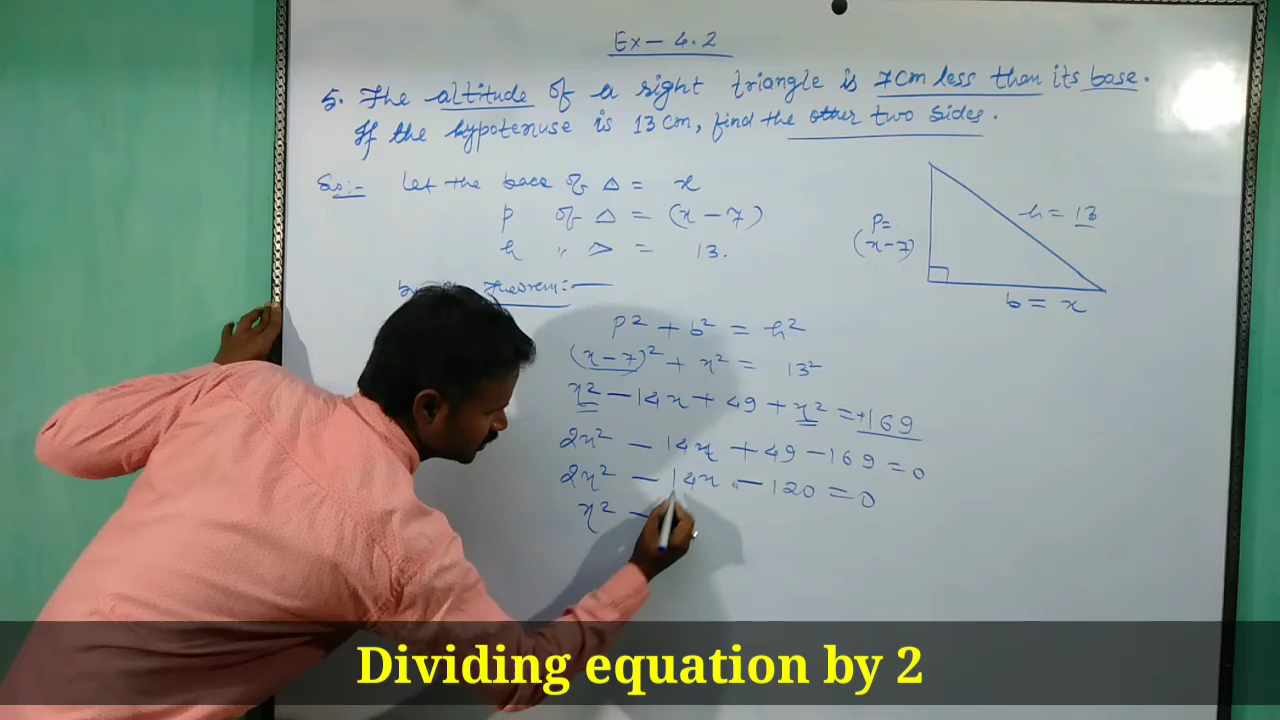 Ex - 4.2
5. The altitude of a right triangle is 7cm less than its base.
If the hypotenuse is 13 cm, find the other two sides.
So:- Let the base of △ = x
p of △ = (x - 7)
h " △ = 13.
Theorem:-
P² + b² = h²
(x - 7)² + x² = 13²
x² - 14x + 49 + x² = +169
2x² - 14x + 49 - 169 = 0
2x² - 14x - 120 = 0
x² -
P =
(x-7)
h = 13
b = x
Dividing equation by 2